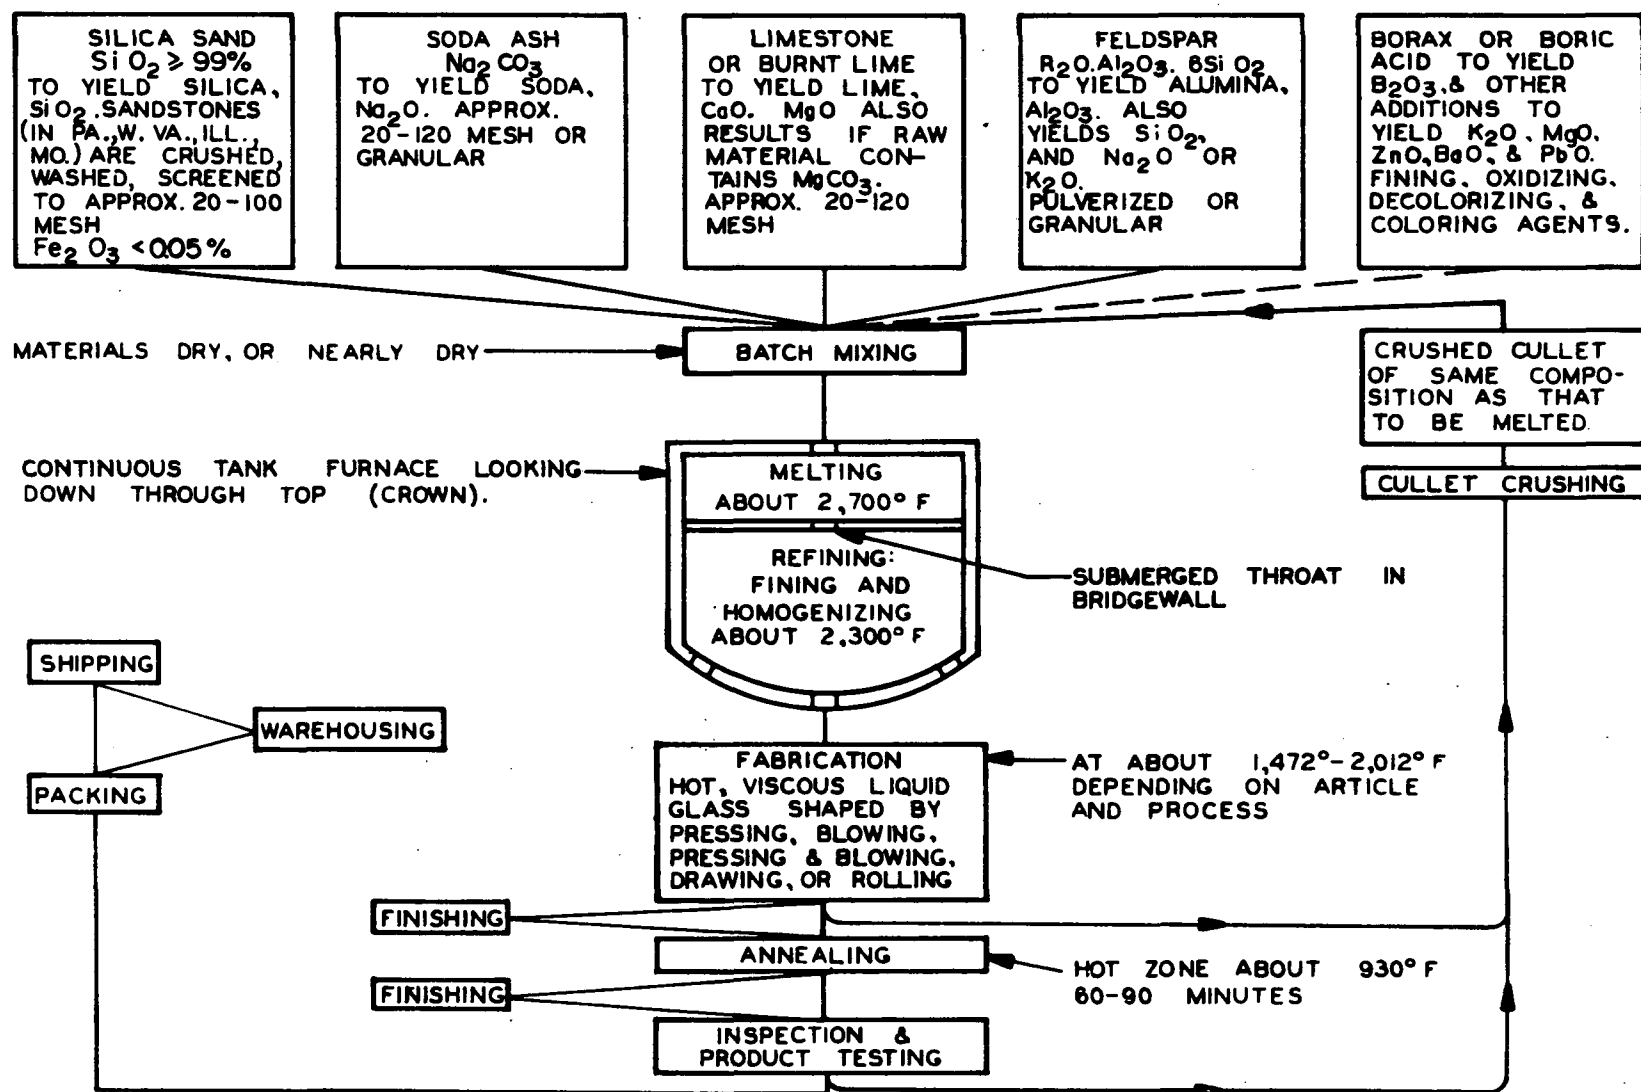 SILICA SAND
SiO2 ≥ 99%
TO YIELD SILICA,
SiO2. SANDSTONES
(IN PA., W. VA., ILL.,
MO.) ARE CRUSHED,
WASHED, SCREENED
TO APPROX. 20-100
MESH
Fe2O3 <0.05%
SODA ASH
Na2CO3
TO YIELD SODA,
Na2O. APPROX.
20-120 MESH OR
GRANULAR
LIMESTONE
OR BURNT LIME
TO YIELD LIME,
CaO. MgO ALSO
RESULTS IF RAW
MATERIAL CON-
TAINS MgCO3.
APPROX. 20-120
MESH
FELDSPAR
R2O.Al2O3.6SiO2
TO YIELD ALUMINA,
Al2O3. ALSO
YIELDS SiO2,
AND Na2O OR
K2O.
PULVERIZED OR
GRANULAR
BORAX OR BORIC
ACID TO YIELD
B2O3, & OTHER
ADDITIONS TO
YIELD K2O, MgO,
ZnO, BaO, & PbO.
FINING, OXIDIZING,
DECOLORIZING, &
COLORING AGENTS.
MATERIALS DRY, OR NEARLY DRY
BATCH MIXING
CRUSHED CULLET
OF SAME COMPO-
SITION AS THAT
TO BE MELTED.
CULLET CRUSHING
CONTINUOUS TANK FURNACE LOOKING
DOWN THROUGH TOP (CROWN).
MELTING
ABOUT 2,700° F
REFINING:
FINING AND
HOMOGENIZING
ABOUT 2,300° F
SUBMERGED THROAT IN
BRIDGEWALL
SHIPPING
WAREHOUSING
PACKING
FABRICATION
HOT, VISCOUS LIQUID
GLASS SHAPED BY
PRESSING, BLOWING,
PRESSING & BLOWING,
DRAWING, OR ROLLING
AT ABOUT 1,472°-2,012° F
DEPENDING ON ARTICLE
AND PROCESS
FINISHING
ANNEALING
HOT ZONE ABOUT 930° F
60-90 MINUTES
FINISHING
INSPECTION &
PRODUCT TESTING